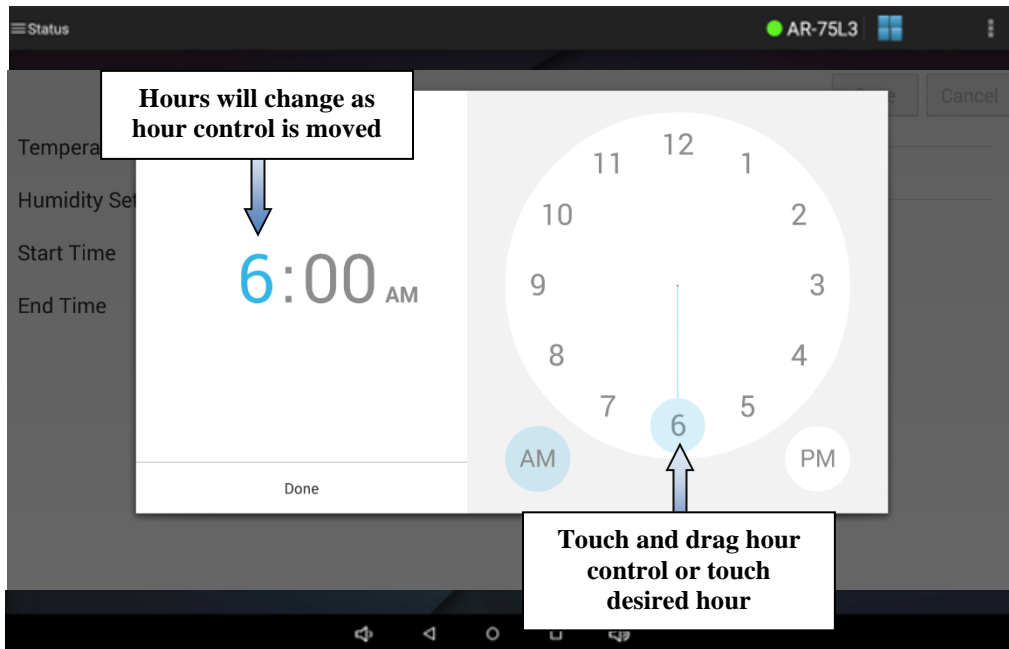 Status
AR-75L3
Hours will change as
hour control is moved
Cancel
Humidity Set
Start Time
End Time
6:00 AM
Done
12
1
2
3
4
5
6
7
8
9
10
11
AM
PM
Touch and drag hour
control or touch
desired hour